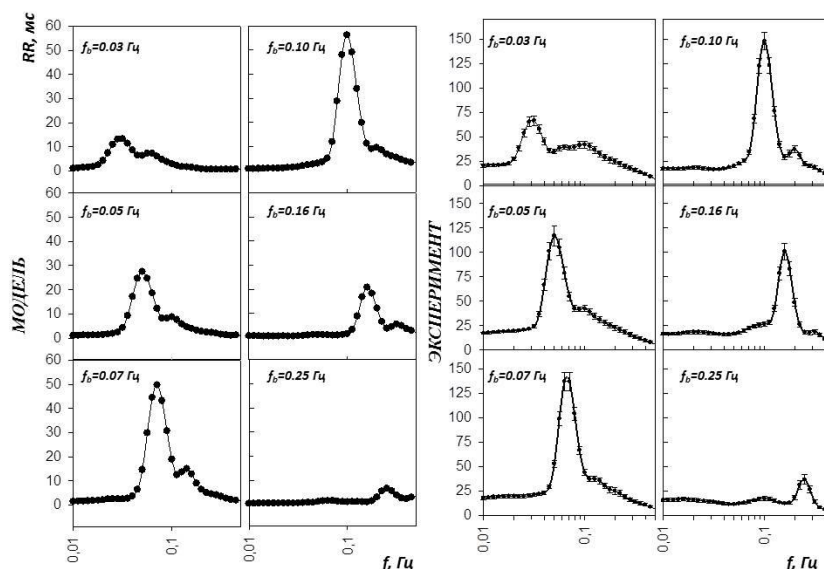 RR, мс
60
50
40
30
20
10
0
60
50
40
30
20
10
0
60
50
40
30
20
10
0
МОДЕЛЬ
f_b=0.03 Гц
f_b=0.10 Гц
f_b=0.05 Гц
f_b=0.16 Гц
f_b=0.07 Гц
f_b=0.25 Гц
0,01
0,1
0,1
f, Гц
150
125
100
75
50
25
0
150
125
100
75
50
25
0
150
125
100
75
50
25
0
ЭКСПЕРИМЕНТ
f_b=0.03 Гц
f_b=0.10 Гц
f_b=0.05 Гц
f_b=0.16 Гц
f_b=0.07 Гц
f_b=0.25 Гц
0,01
0,1
0,01
0,1
f, Гц